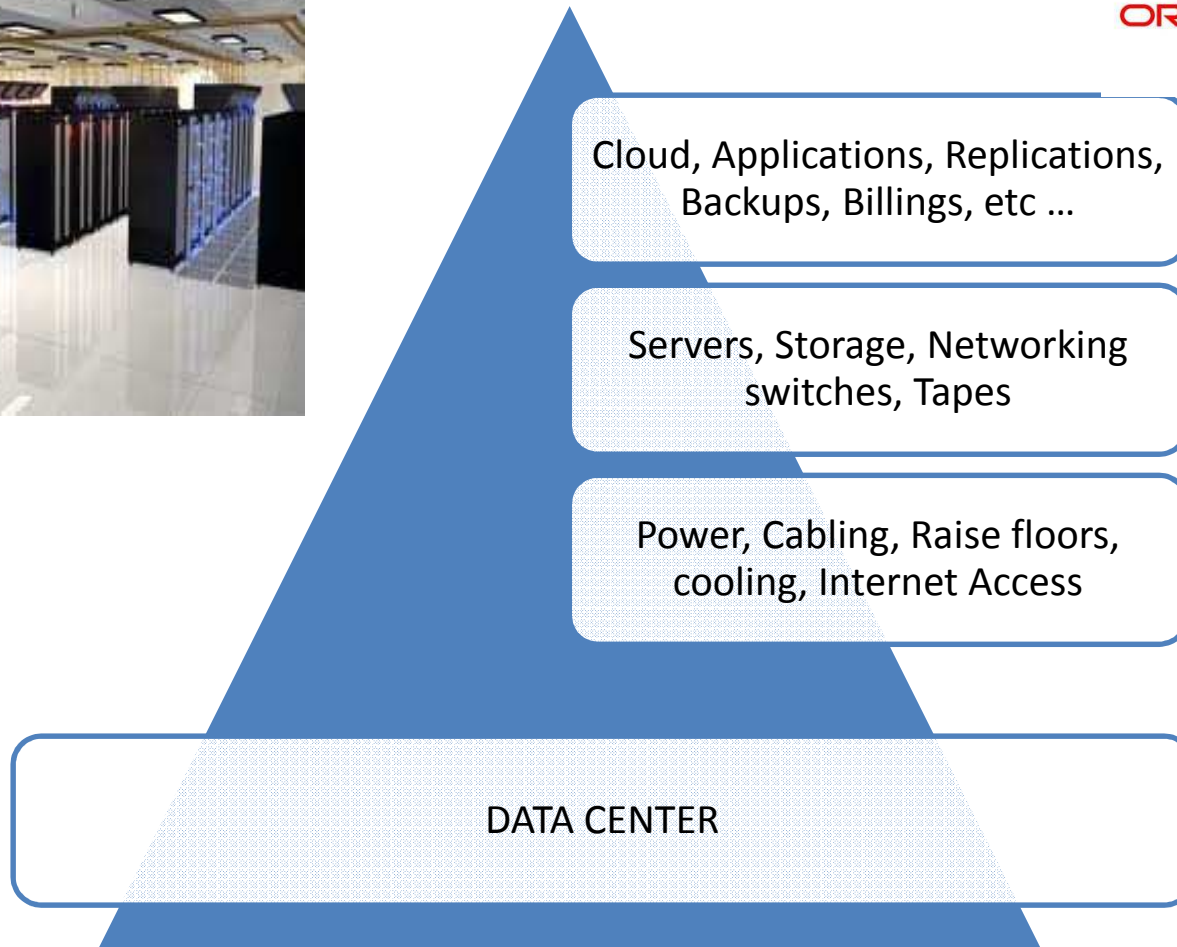 Cloud, Applications, Replications,
Backups, Billings, etc ...
Servers, Storage, Networking
switches, Tapes
Power, Cabling, Raise floors,
cooling, Internet Access
DATA CENTER